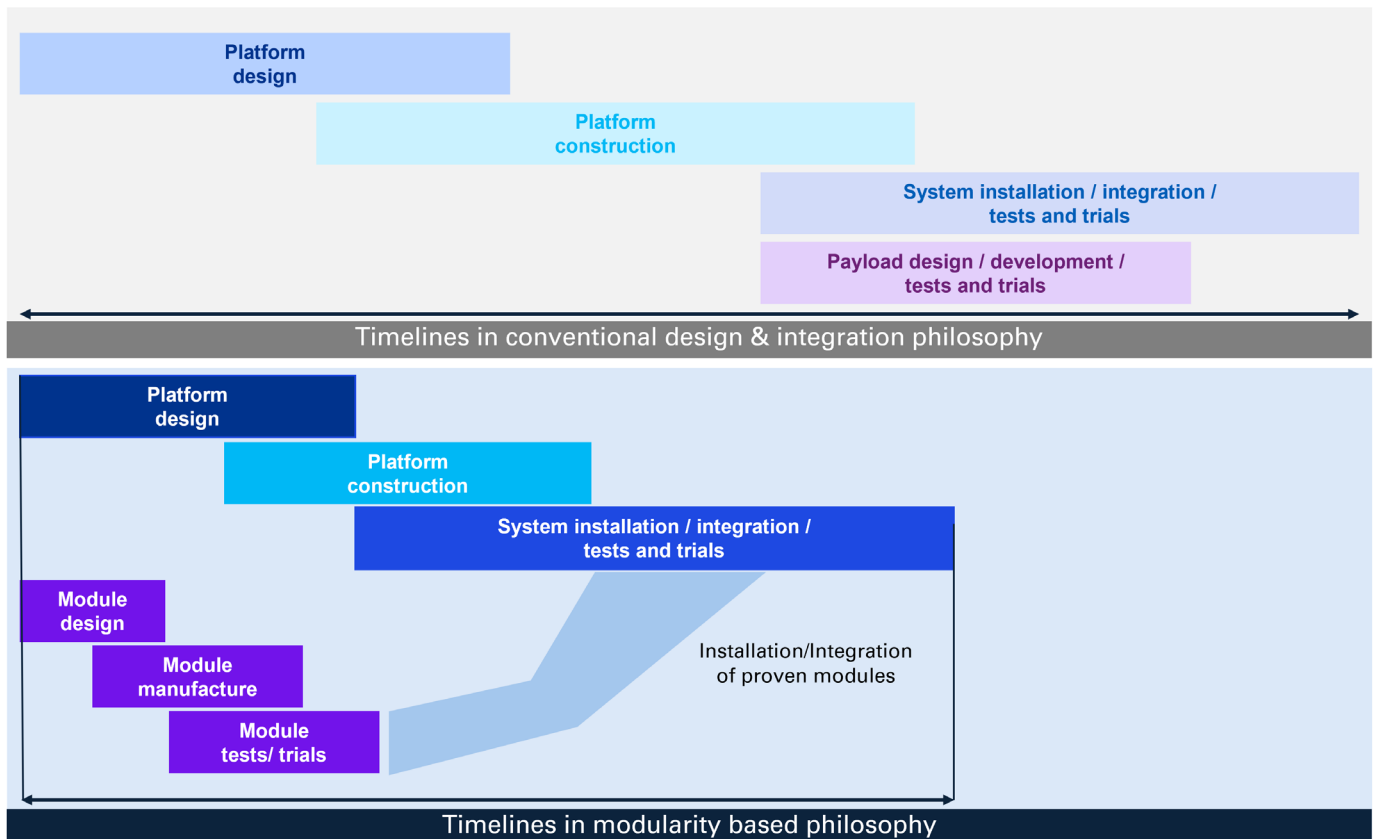 Platform
design
Platform
construction
System installation / integration /
tests and trials
Payload design / development /
tests and trials
Timelines in conventional design & integration philosophy
Platform
design
Platform
construction
System installation / integration /
tests and trials
Module
design
Module
manufacture
Module
tests/ trials
Installation/Integration
of proven modules
Timelines in modularity based philosophy